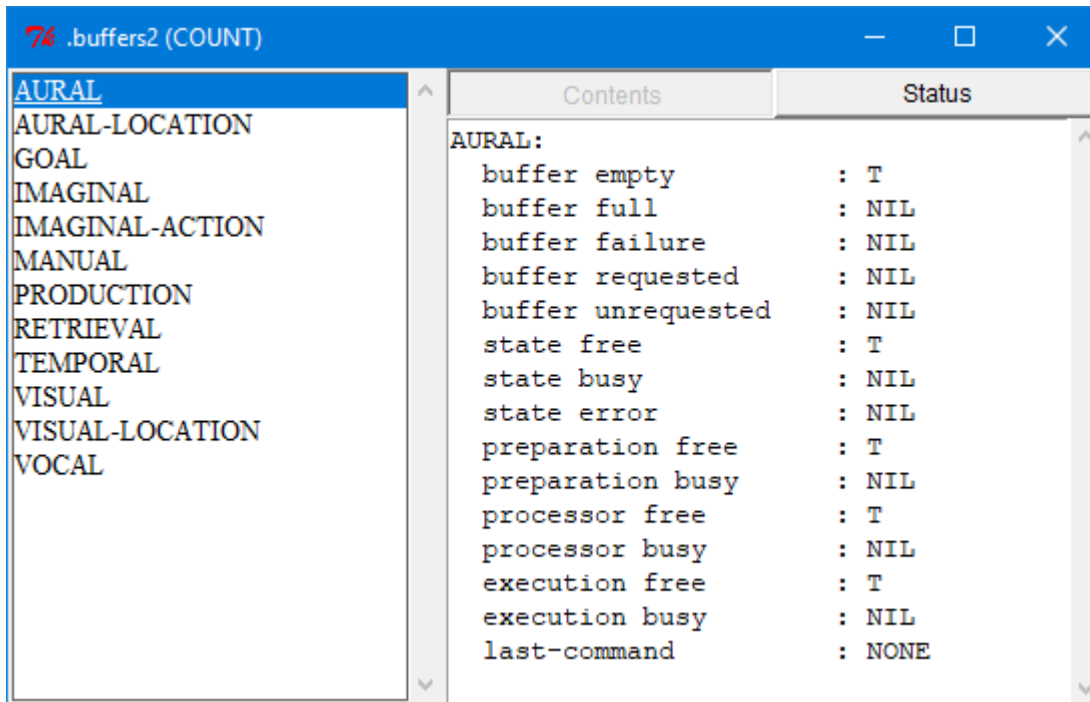 .buffers2 (COUNT)
AURAL
AURAL-LOCATION
GOAL
IMAGINAL
IMAGINAL-ACTION
MANUAL
PRODUCTION
RETRIEVAL
TEMPORAL
VISUAL
VISUAL-LOCATION
VOCAL
Contents Status
AURAL:
buffer empty : T
buffer full : NIL
buffer failure : NIL
buffer requested : NIL
buffer unrequested : NIL
state free : T
state busy : NIL
state error : NIL
preparation free : T
preparation busy : NIL
processor free : T
processor busy : NIL
execution free : T
execution busy : NIL
last-command : NONE